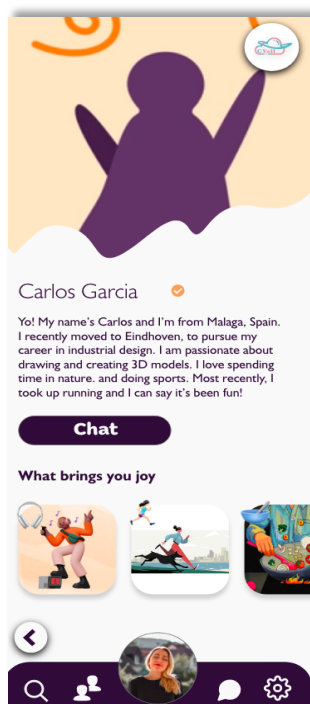 Carlos Garcia
Yo! My name's Carlos and I'm from Malaga, Spain.
I recently moved to Eindhoven, to pursue my
career in industrial design. I am passionate about
drawing and creating 3D models. I love spending
time in nature. and doing sports. Most recently, I
took up running and I can say it's been fun!
Chat
What brings you joy